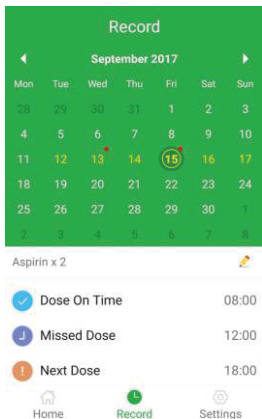 Record
September 2017
Mon Tue Wed Thu Fri Sat Sun
28 29 30 31 1 2 3
4 5 6 7 8 9 10
11 12 13 14 15 16 17
18 19 20 21 22 23 24
25 26 27 28 29 30 1
2 3 4 5 6 7 8
Aspirin x 2
Dose On Time 08:00
Missed Dose 12:00
Next Dose 18:00
Home Record Settings